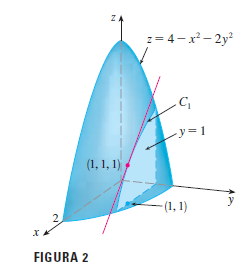 z
z = 4 − x² − 2y²
C₁
y = 1
(1, 1, 1)
(1, 1)
y
2
x
FIGURA 2